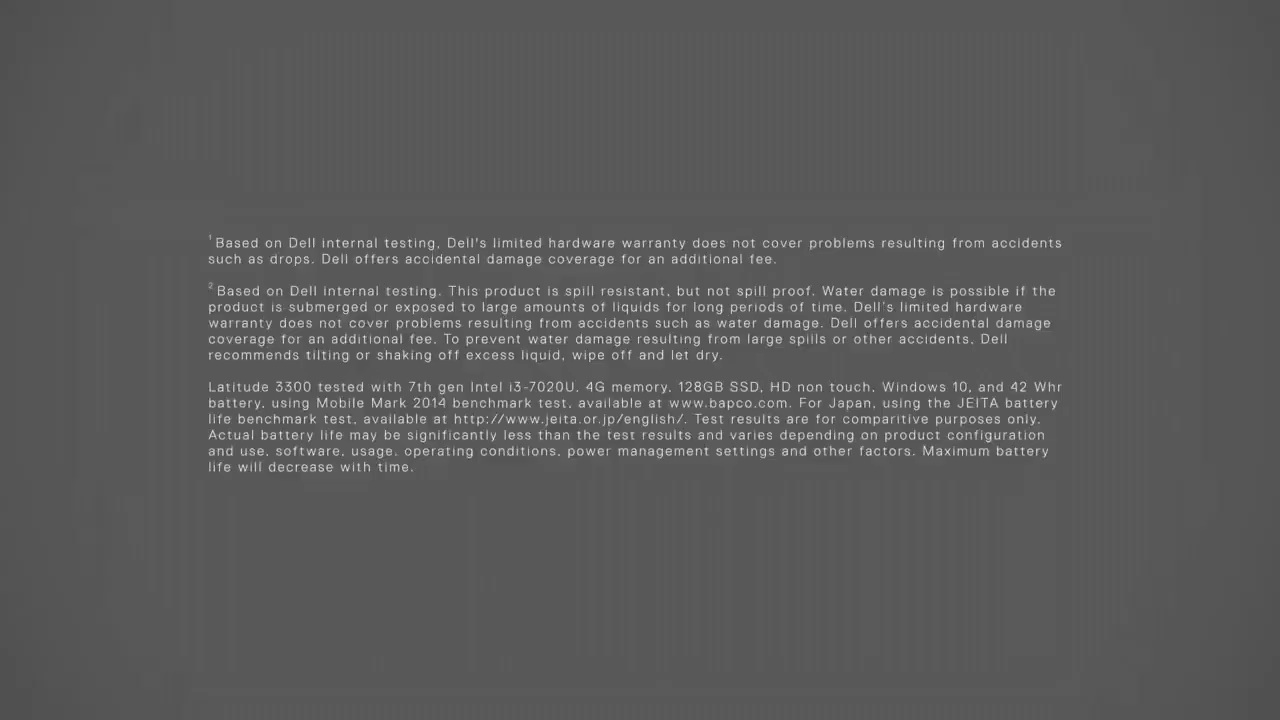 ¹ Based on Dell internal testing, Dell's limited hardware warranty does not cover problems resulting from accidents
such as drops. Dell offers accidental damage coverage for an additional fee.
² Based on Dell internal testing. This product is spill resistant, but not spill proof. Water damage is possible if the
product is submerged or exposed to large amounts of liquids for long periods of time. Dell's limited hardware
warranty does not cover problems resulting from accidents such as water damage. Dell offers accidental damage
coverage for an additional fee. To prevent water damage resulting from large spills or other accidents, Dell
recommends tilting or shaking off excess liquid, wipe off and let dry.
Latitude 3300 tested with 7th gen Intel i3-7020U, 4G memory, 128GB SSD, HD non touch, Windows 10, and 42 Whr
battery, using Mobile Mark 2014 benchmark test, available at www.bapco.com. For Japan, using the JEITA battery
life benchmark test, available at http://www.jeita.or.jp/english/. Test results are for comparitive purposes only.
Actual battery life may be significantly less than the test results and varies depending on product configuration
and use, software, usage, operating conditions, power management settings and other factors. Maximum battery
life will decrease with time.